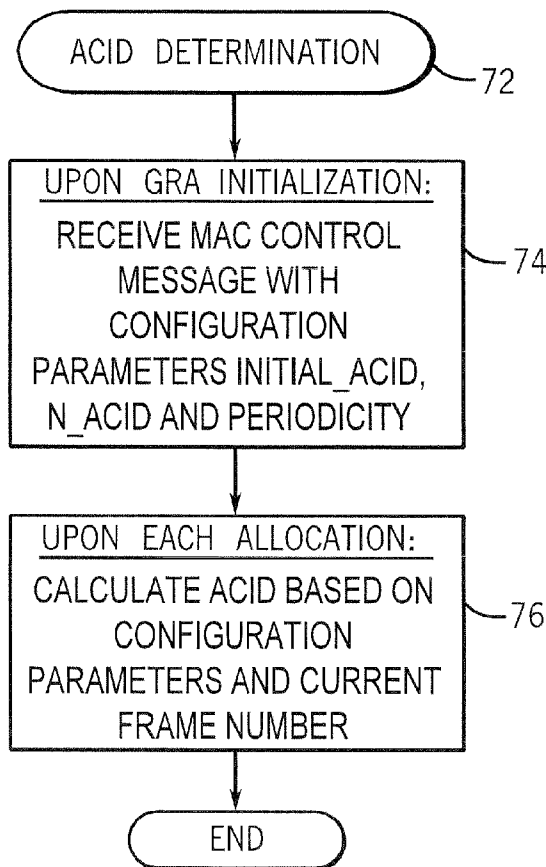 ACID DETERMINATION
72
UPON GRA INITIALIZATION:
RECEIVE MAC CONTROL
MESSAGE WITH
CONFIGURATION
PARAMETERS INITIAL_ACID,
N_ACID AND PERIODICITY
74
UPON EACH ALLOCATION:
CALCULATE ACID BASED ON
CONFIGURATION
PARAMETERS AND CURRENT
FRAME NUMBER
76
END